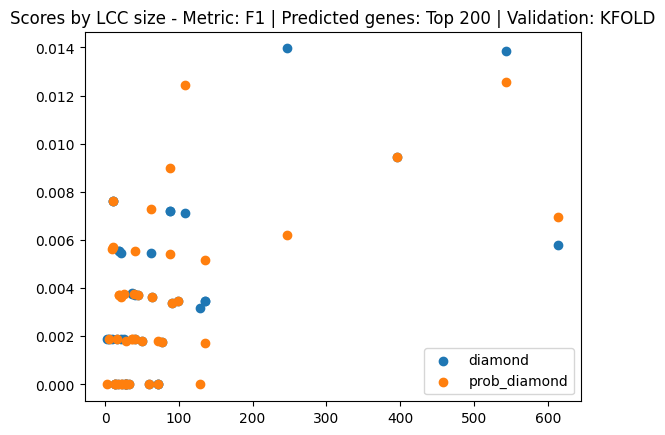 Scores by LCC size - Metric: F1 | Predicted genes: Top 200 | Validation: KFOLD
0.014
0.012
0.010
0.008
0.006
0.004
0.002
0.000
0 100 200 300 400 500 600
diamond
prob_diamond